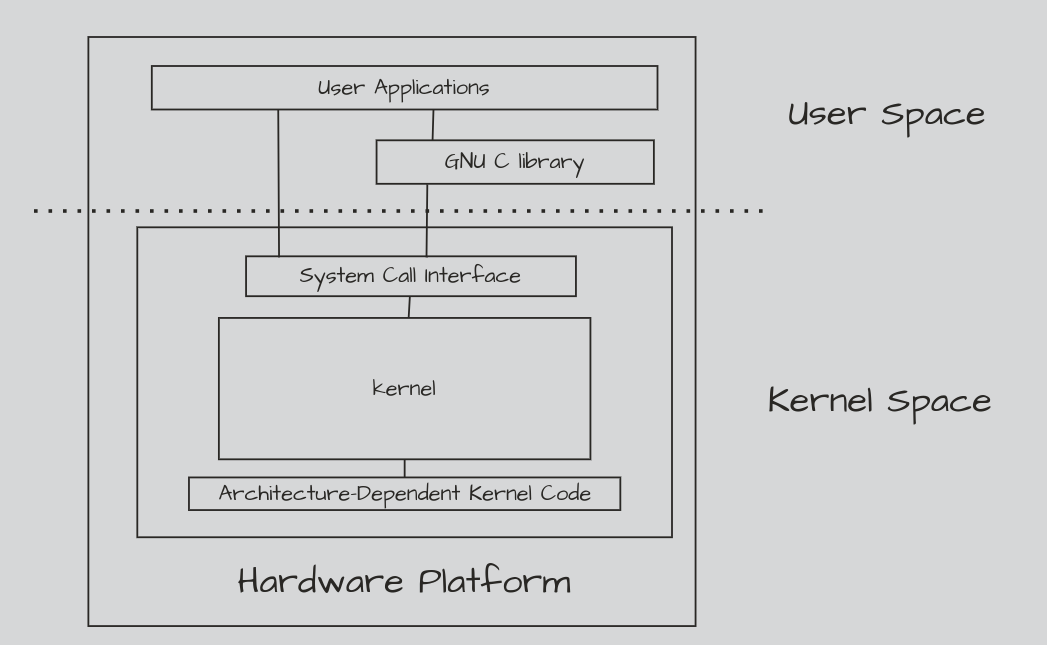 User Applications
User Space
GNU C library
System Call Interface
kernel
Kernel Space
Architecture-Dependent Kernel Code
Hardware Platform